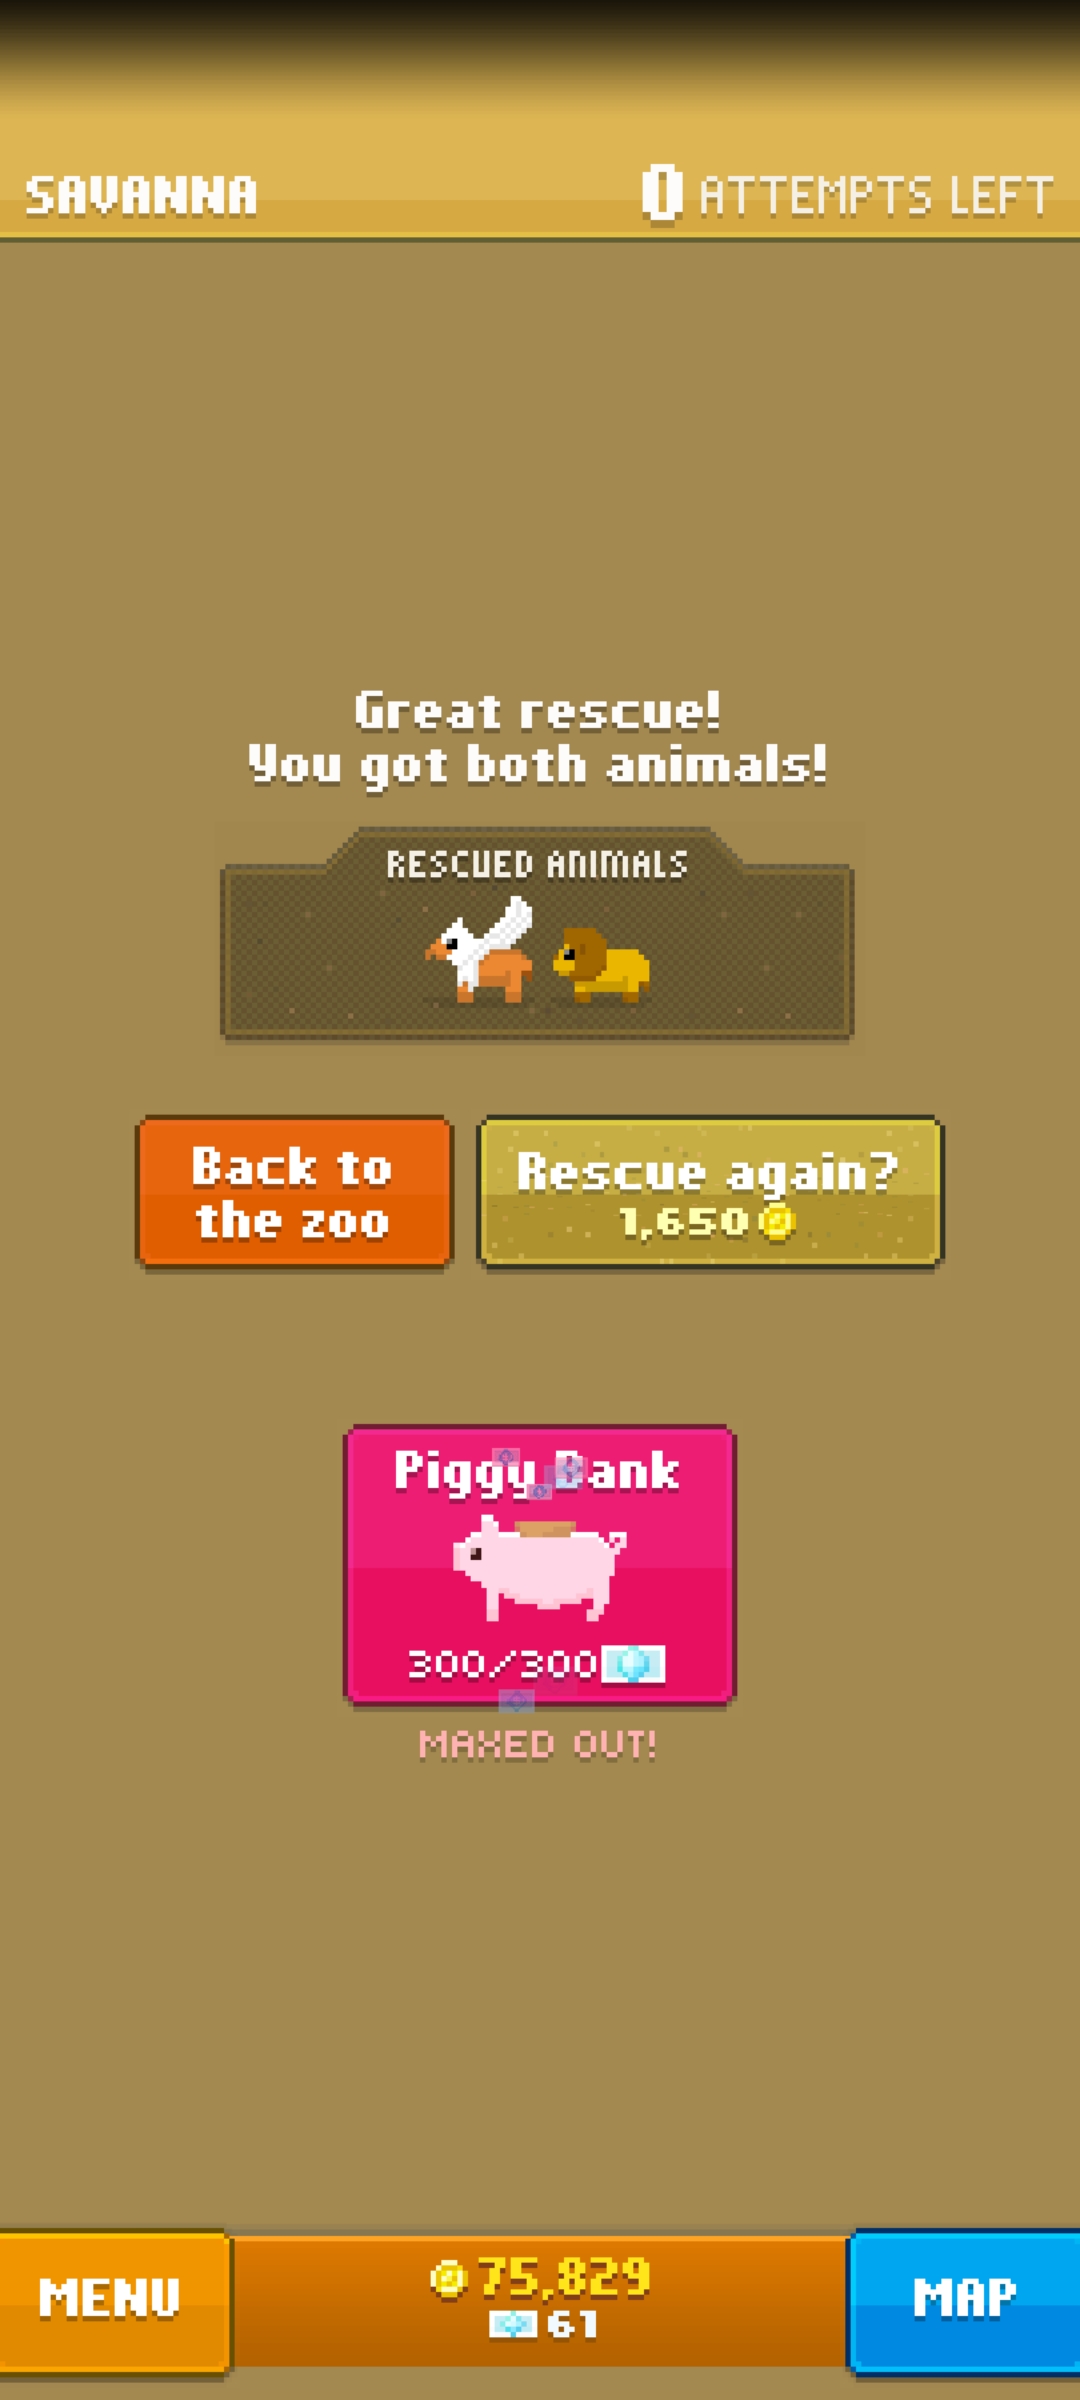 SAVANNA
0 ATTEMPTS LEFT
Great rescue!
You got both animals!
RESCUED ANIMALS
Back to
the zoo
Rescue again?
1,650
Piggy Bank
300/300
MAXED OUT!
MENU
75,829
61
MAP